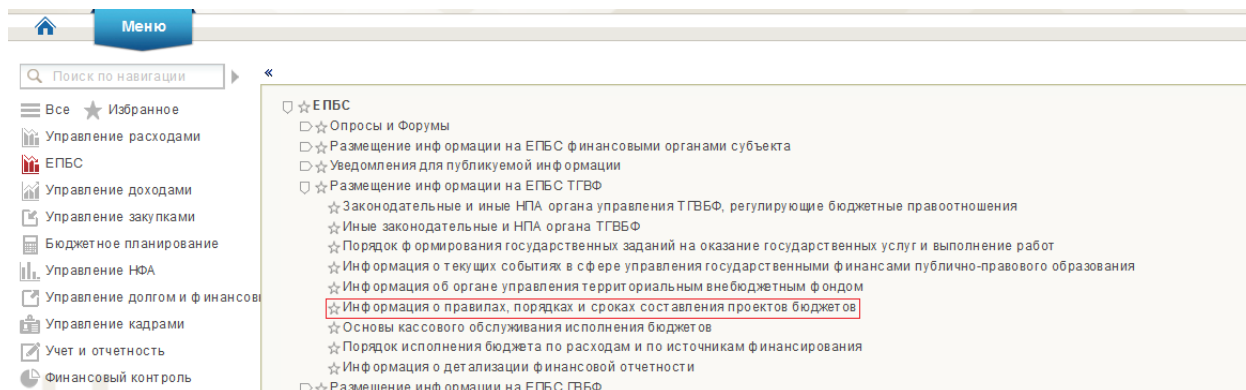 Меню
Поиск по навигации
«
Все Избранное
Управление расходами
ЕПБС
Управление доходами
Управление закупками
Бюджетное планирование
Управление НФА
Управление долгом и финансов
Управление кадрами
Учет и отчетность
Финансовый контроль
ЕПБС
Опросы и Форумы
Размещение информации на ЕПБС финансовыми органами субъекта
Уведомления для публикуемой информации
Размещение информации на ЕПБС ТГВФ
Законодательные и иные НПА органа управления ТГВБФ, регулирующие бюджетные правоотношения
Иные законодательные и НПА органа ТГВБФ
Порядок формирования государственных заданий на оказание государственных услуг и выполнение работ
Информация о текущих событиях в сфере управления государственными финансами публично-правового образования
Информация об органе управления территориальным внебюджетным фондом
Информация о правилах, порядках и сроках составления проектов бюджетов
Основы кассового обслуживания исполнения бюджетов
Порядок исполнения бюджета по расходам и по источникам финансирования
Информация о детализации финансовой отчетности
Размещение информации на ЕПБС ГВБФ